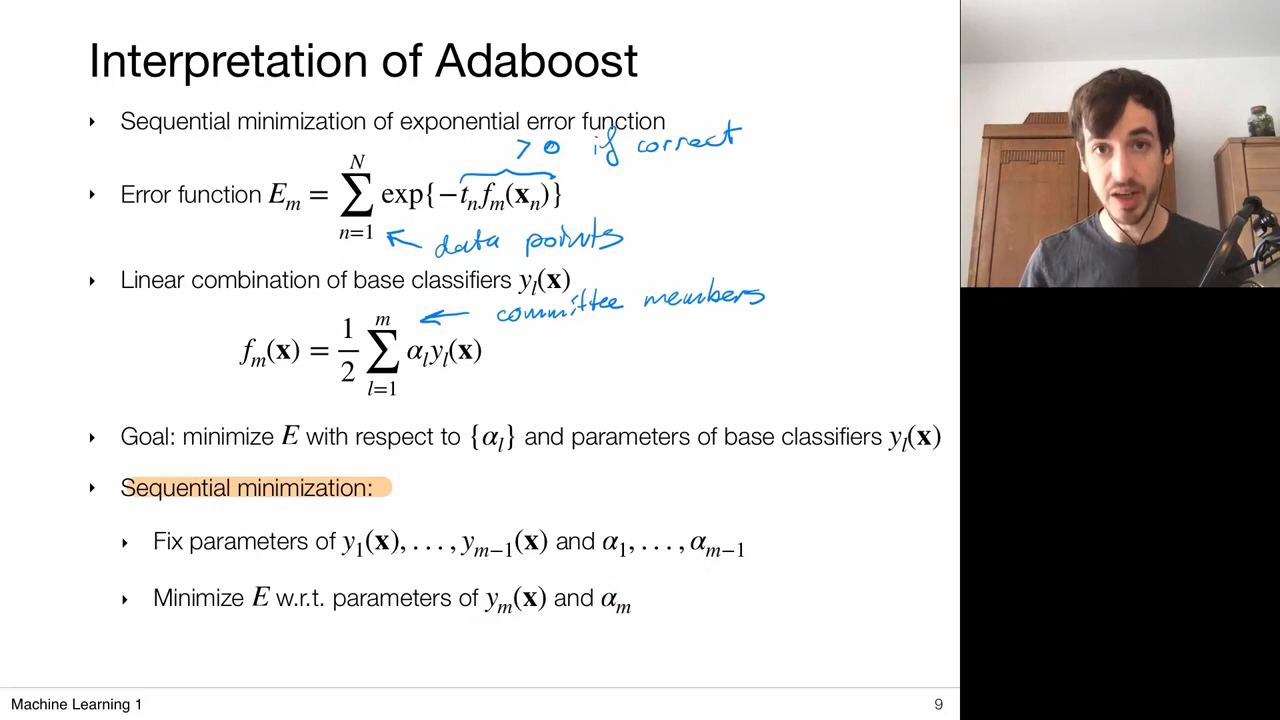 Interpretation of Adaboost
‣ Sequential minimization of exponential error function
> 0 if correct
‣ Error function E_m = \sum_{n=1}^{N} exp{−t_n f_m(𝐱_n)}
← data points
‣ Linear combination of base classifiers y_l(𝐱)
← committee members
f_m(𝐱) = \frac{1}{2} \sum_{l=1}^{m} α_l y_l(𝐱)
‣ Goal: minimize E with respect to {α_l} and parameters of base classifiers y_l(𝐱)
‣ Sequential minimization:
‣ Fix parameters of y_1(𝐱), . . . , y_{m−1}(𝐱) and α_1, . . . , α_{m−1}
‣ Minimize E w.r.t. parameters of y_m(𝐱) and α_m
Machine Learning 1
9